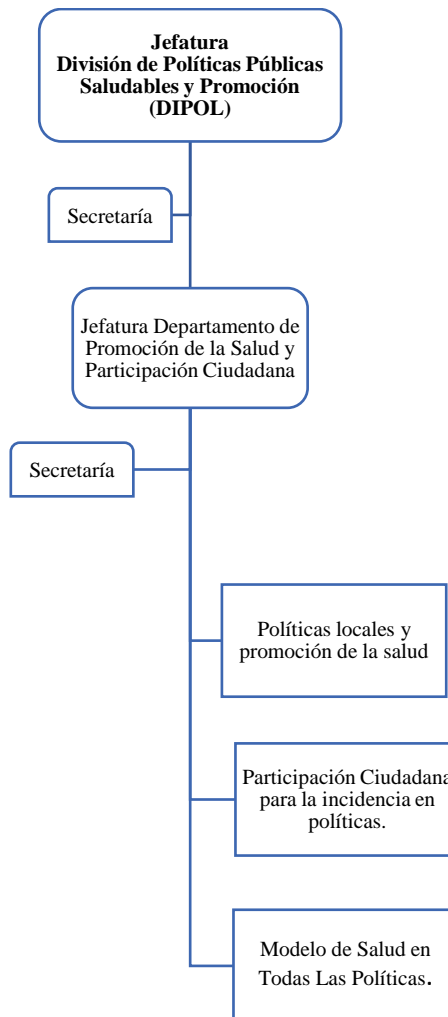 Jefatura
División de Políticas Públicas
Saludables y Promoción
(DIPOL)
Secretaría
Jefatura Departamento de
Promoción de la Salud y
Participación Ciudadana
Secretaría
Políticas locales y
promoción de la salud
Participación Ciudadana
para la incidencia en
políticas.
Modelo de Salud en
Todas Las Políticas.